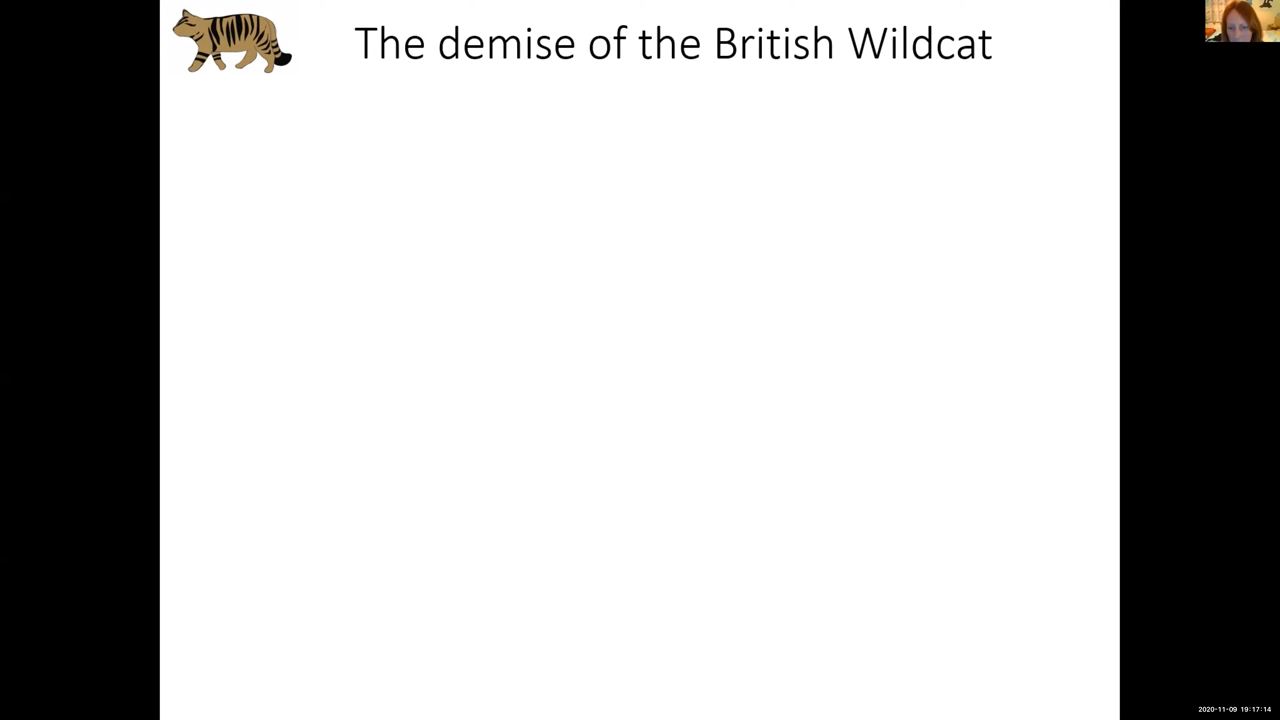 The demise of the British Wildcat
2020-11-09 19:17:14